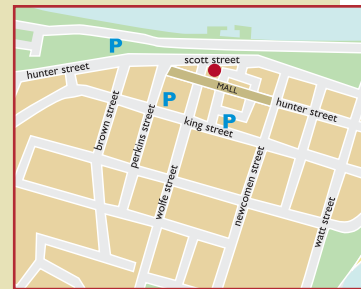 P
scott street
hunter street
MALL
P
hunter street
P
king street
brown street
perkins street
wolfe street
newcomen street
watt street